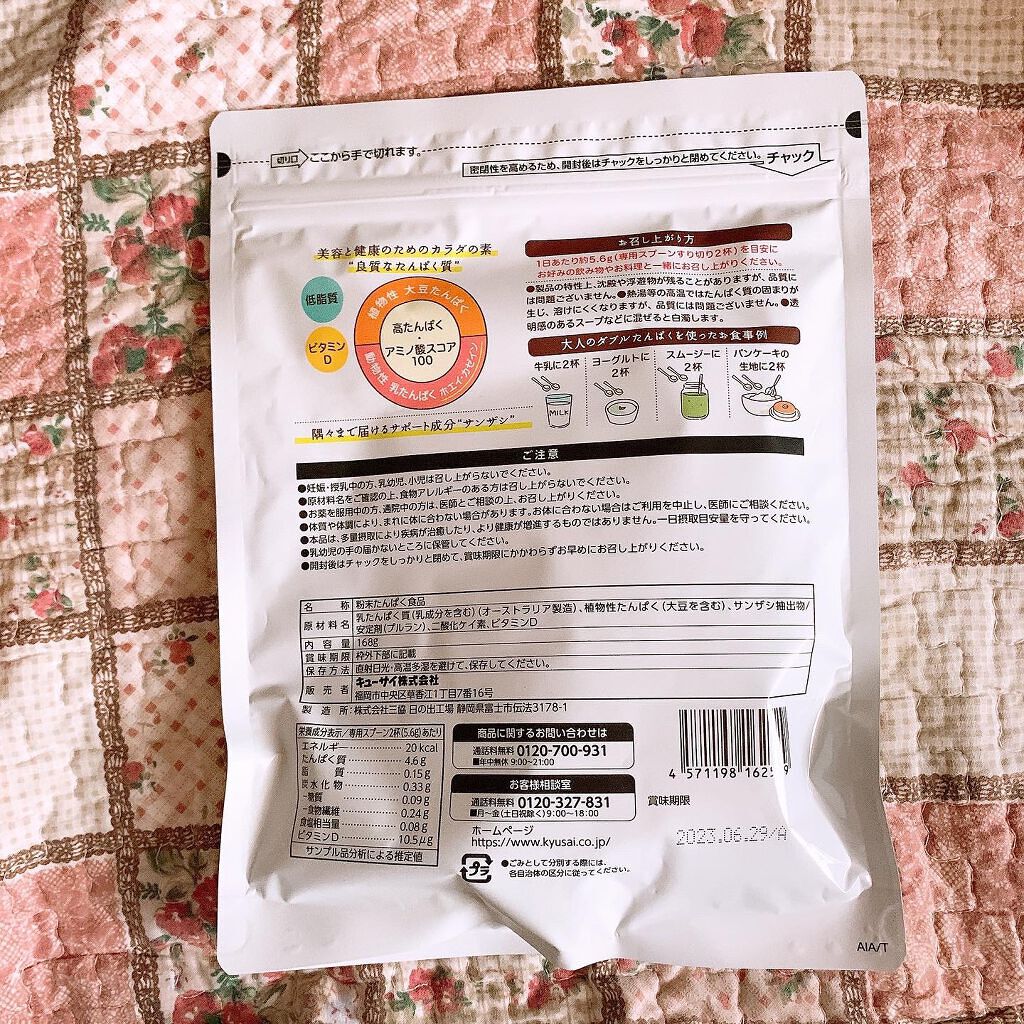 切り口 ここから手で切れます。
密閉性を高めるため、開封後はチャックをしっかりと閉めてください。 チャック
美容と健康のためのカラダの素
"良質なたんぱく質"
低脂質
ビタミン
D
植物性 大豆たんぱく
高たんぱく
・
アミノ酸スコア
100
動物性 乳たんぱく ホエイ・カゼイン
隅々まで届けるサポート成分"サンザシ"
お召し上がり方
1日あたり約5.6g(専用スプーンすり切り2杯)を目安に
お好みの飲み物やお料理と一緒にお召し上がりください。
●製品の特性上、沈殿や浮遊物が残ることがありますが、品質に
は問題ございません。●熱湯等の高温ではたんぱく質の固まりが
生じ、溶けにくくなりますが、品質には問題ございません。●透
明感のあるスープなどに混ぜると白濁します。
大人のダブルたんぱくを使ったお食事例
牛乳に2杯
MILK
ヨーグルトに
2杯
スムージーに
2杯
パンケーキの
生地に2杯
ご注意
●妊娠・授乳中の方、乳幼児、小児は召し上がらないでください。
●原材料名をご確認の上、食物アレルギーのある方は召し上がらないでください。
●お薬を服用中の方、通院中の方は、医師とご相談の上、お召し上がりください。
●体質や体調により、まれに体に合わない場合があります。お体に合わない場合はご利用を中止し、医師にご相談ください。
●本品は、多量摂取により疾病が治癒したり、より健康が増進するものではありません。一日摂取目安量を守ってください。
●乳幼児の手の届かないところに保管してください。
●開封後はチャックをしっかりと閉めて、賞味期限にかかわらずお早めにお召し上がりください。
名称 粉末たんぱく食品
原材料名 乳たんぱく質(乳成分を含む)(オーストラリア製造)、植物性たんぱく(大豆を含む)、サンザシ抽出物/
安定剤(プルラン)、二酸化ケイ素、ビタミンD
内容量 168g
賞味期限 枠外下部に記載
保存方法 直射日光・高温多湿を避けて、保存してください。
販売者 キューサイ株式会社
福岡市中央区草香江1丁目7番16号
製造所:株式会社三協 日の出工場 静岡県富士市伝法3178-1
栄養成分表示/専用スプーン2杯(5.6g)あたり
エネルギー 20kcal
たんぱく質 4.6g
脂質 0.15g
炭水化物 0.33g
-糖質 0.09g
-食物繊維 0.24g
食塩相当量 0.08g
ビタミンD 10.5μg
サンプル品分析による推定値
商品に関するお問い合わせは
通話料無料 0120-700-931
■年中無休 9:00~21:00
お客様相談室
通話料無料 0120-327-831
■月~金(土日祝除く)9:00~18:00
ホームページ
https://www.kyusai.co.jp/
プラ
●ごみとして分別する際には、
各自治体の区分に従ってください。
4 571198 16259
賞味期限
2023.06.29/A
AIA/T